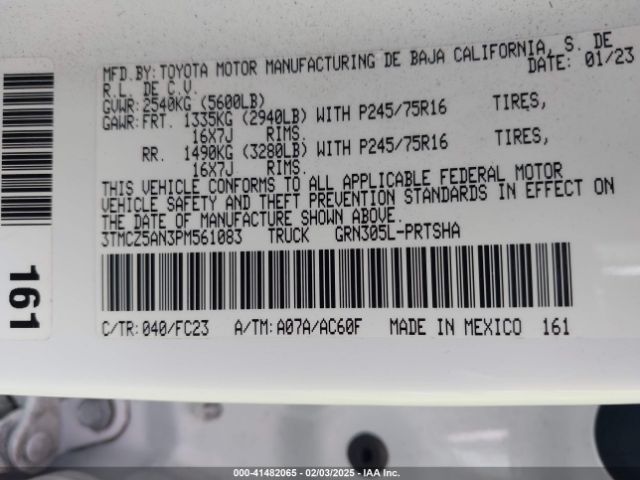 MFD.BY:TOYOTA MOTOR MANUFACTURING DE BAJA CALIFORNIA, S. DE
R.L. DE C.V. DATE: 01/23
GVWR:2540KG (5600LB)
GAWR:FRT. 1335KG (2940LB) WITH P245/75R16 TIRES,
16X7J RIMS.
RR. 1490KG (3280LB) WITH P245/75R16 TIRES,
16X7J RIMS.
THIS VEHICLE CONFORMS TO ALL APPLICABLE FEDERAL MOTOR
VEHICLE SAFETY AND THEFT PREVENTION STANDARDS IN EFFECT ON
THE DATE OF MANUFACTURE SHOWN ABOVE.
3TMCZ5AN3PM561083 TRUCK GRN305L-PRTSHA
C/TR:040/FC23 A/TM:A07A/AC60F MADE IN MEXICO 161
161
000-41482065 - 02/03/2025 - IAA Inc.